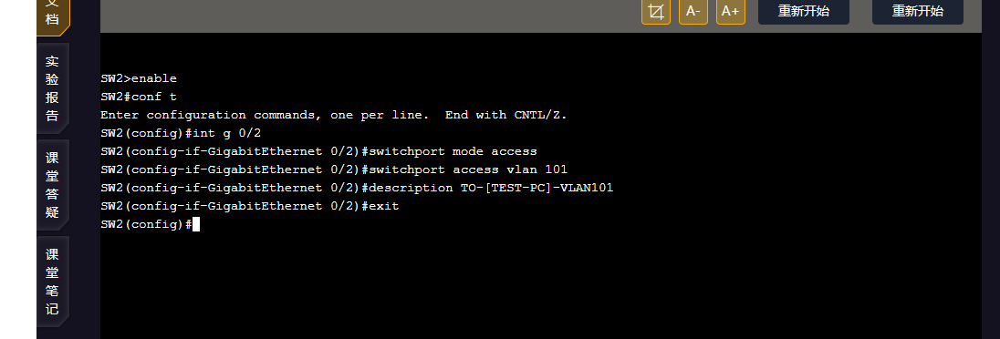 文档
A-
A+
重新开始
重新开始
实验报告
课堂答疑
课堂笔记
SW2>enable
SW2#conf t
Enter configuration commands, one per line.  End with CNTL/Z.
SW2(config)#int g 0/2
SW2(config-if-GigabitEthernet 0/2)#switchport mode access
SW2(config-if-GigabitEthernet 0/2)#switchport access vlan 101
SW2(config-if-GigabitEthernet 0/2)#description TO-[TEST-PC]-VLAN101
SW2(config-if-GigabitEthernet 0/2)#exit
SW2(config)#